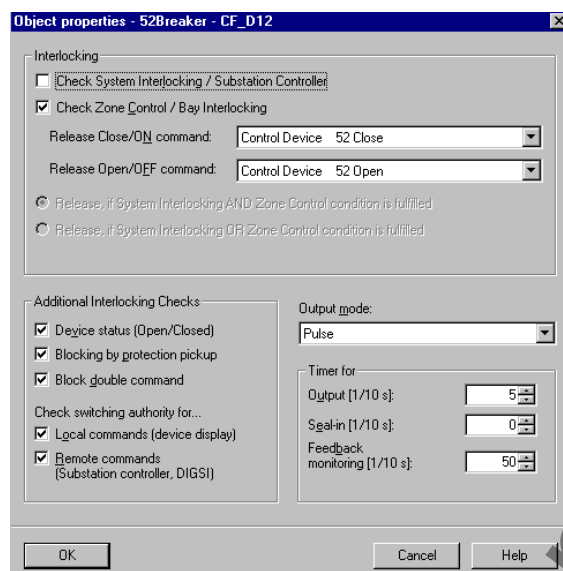 Object properties - 52Breaker - CF_D12
Interlocking
Check System Interlocking / Substation Controller
Check Zone Control / Bay Interlocking
Release Close/ON command: Control Device 52 Close
Release Open/OFF command: Control Device 52 Open
Release, if System Interlocking AND Zone Control condition is fulfilled
Release, if System Interlocking OR Zone Control condition is fulfilled
Additional Interlocking Checks
Device status (Open/Closed)
Blocking by protection pickup
Block double command
Check switching authority for...
Local commands (device display)
Remote commands
(Substation controller, DIGSI)
Output mode:
Pulse
Timer for
Output [1/10 s]: 5
Seal-in [1/10 s]: 0
Feedback
monitoring [1/10 s]: 50
OK Cancel Help